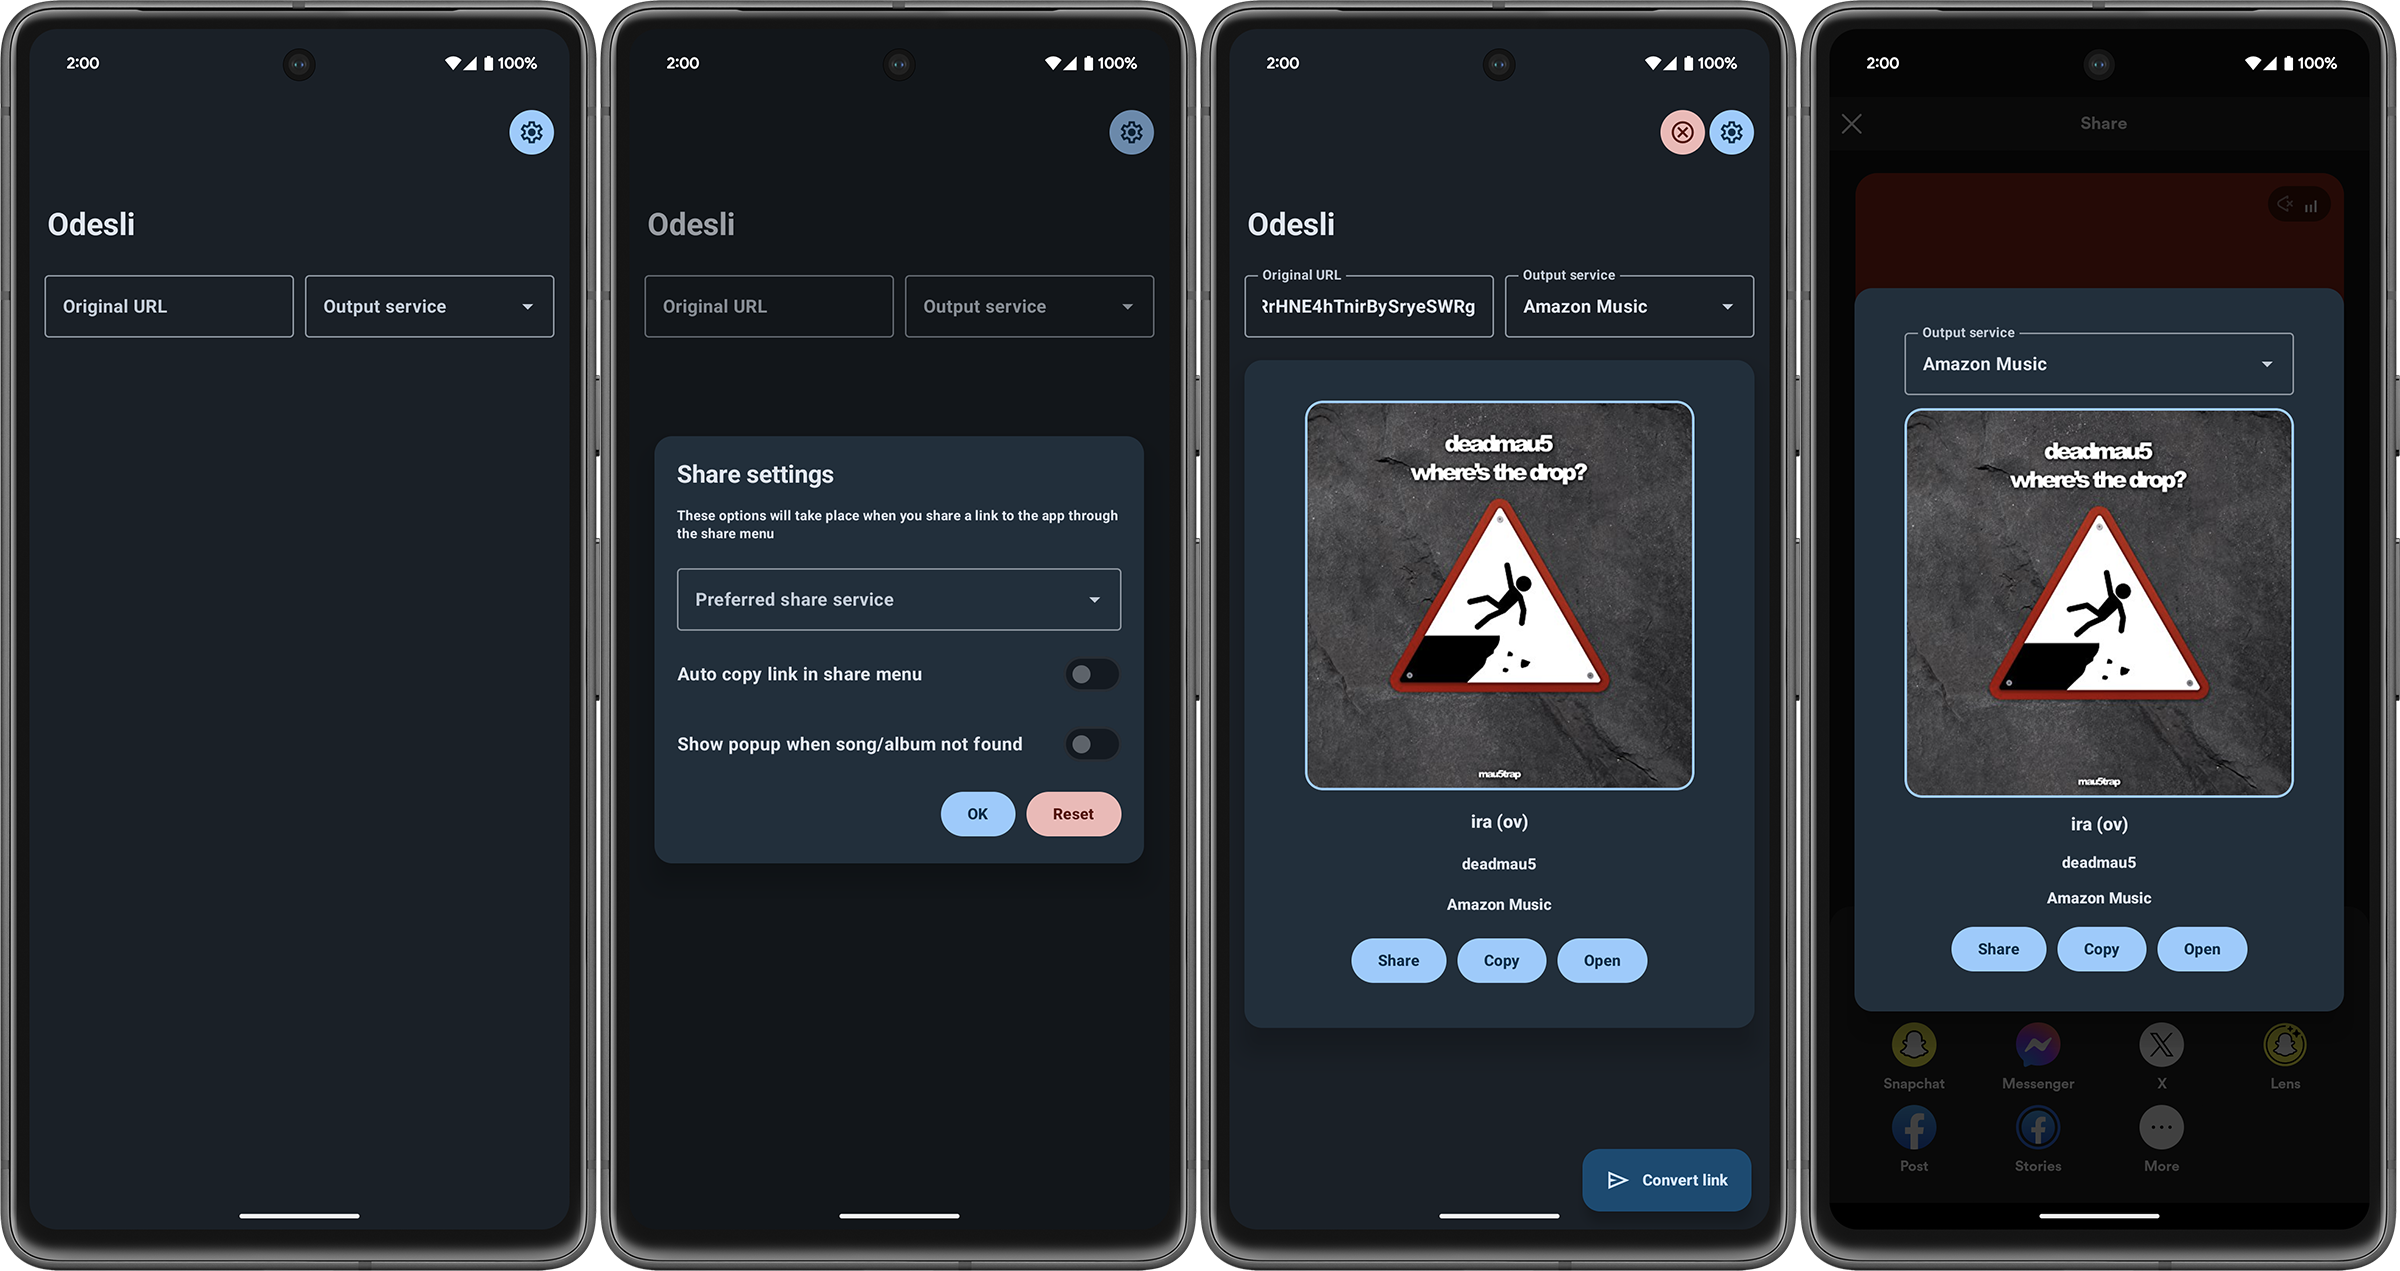 2:00
100%
Odesli
Original URL
Output service
2:00
100%
Odesli
Original URL
Output service
Share settings
These options will take place when you share a link to the app through
the share menu
Preferred share service
Auto copy link in share menu
Show popup when song/album not found
OK
Reset
2:00
100%
Odesli
Original URL
Output service
rHNE4hTnirBySryeSWRg
Amazon Music
deadmau5
where's the drop?
mau5trap
ira (ov)
deadmau5
Amazon Music
Share
Copy
Open
Convert link
2:00
100%
Share
Output service
Amazon Music
deadmau5
where's the drop?
mau5trap
ira (ov)
deadmau5
Amazon Music
Share
Copy
Open
Snapchat
Messenger
X
Lens
Post
Stories
More